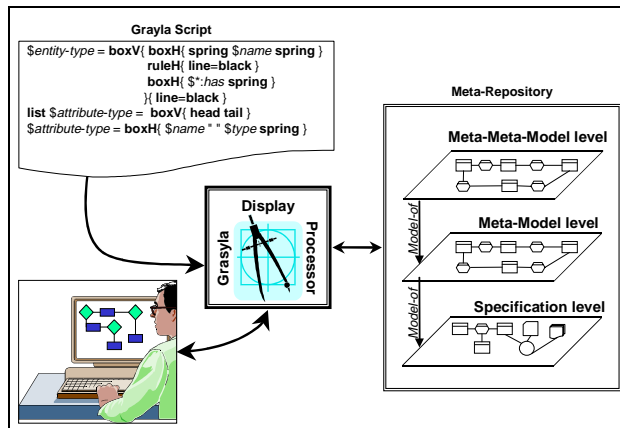 Grayla Script
$entity-type = boxV{ boxH{ spring $name spring }
ruleH{ line=black }
boxH{ $*:has spring }
}{ line=black }
list $attribute-type = boxV{ head tail }
$attribute-type = boxH{ $name " " $type spring }
Meta-Repository
Meta-Meta-Model level
Model-of
Meta-Model level
Model-of
Specification level
Display
Grasyla
Processor